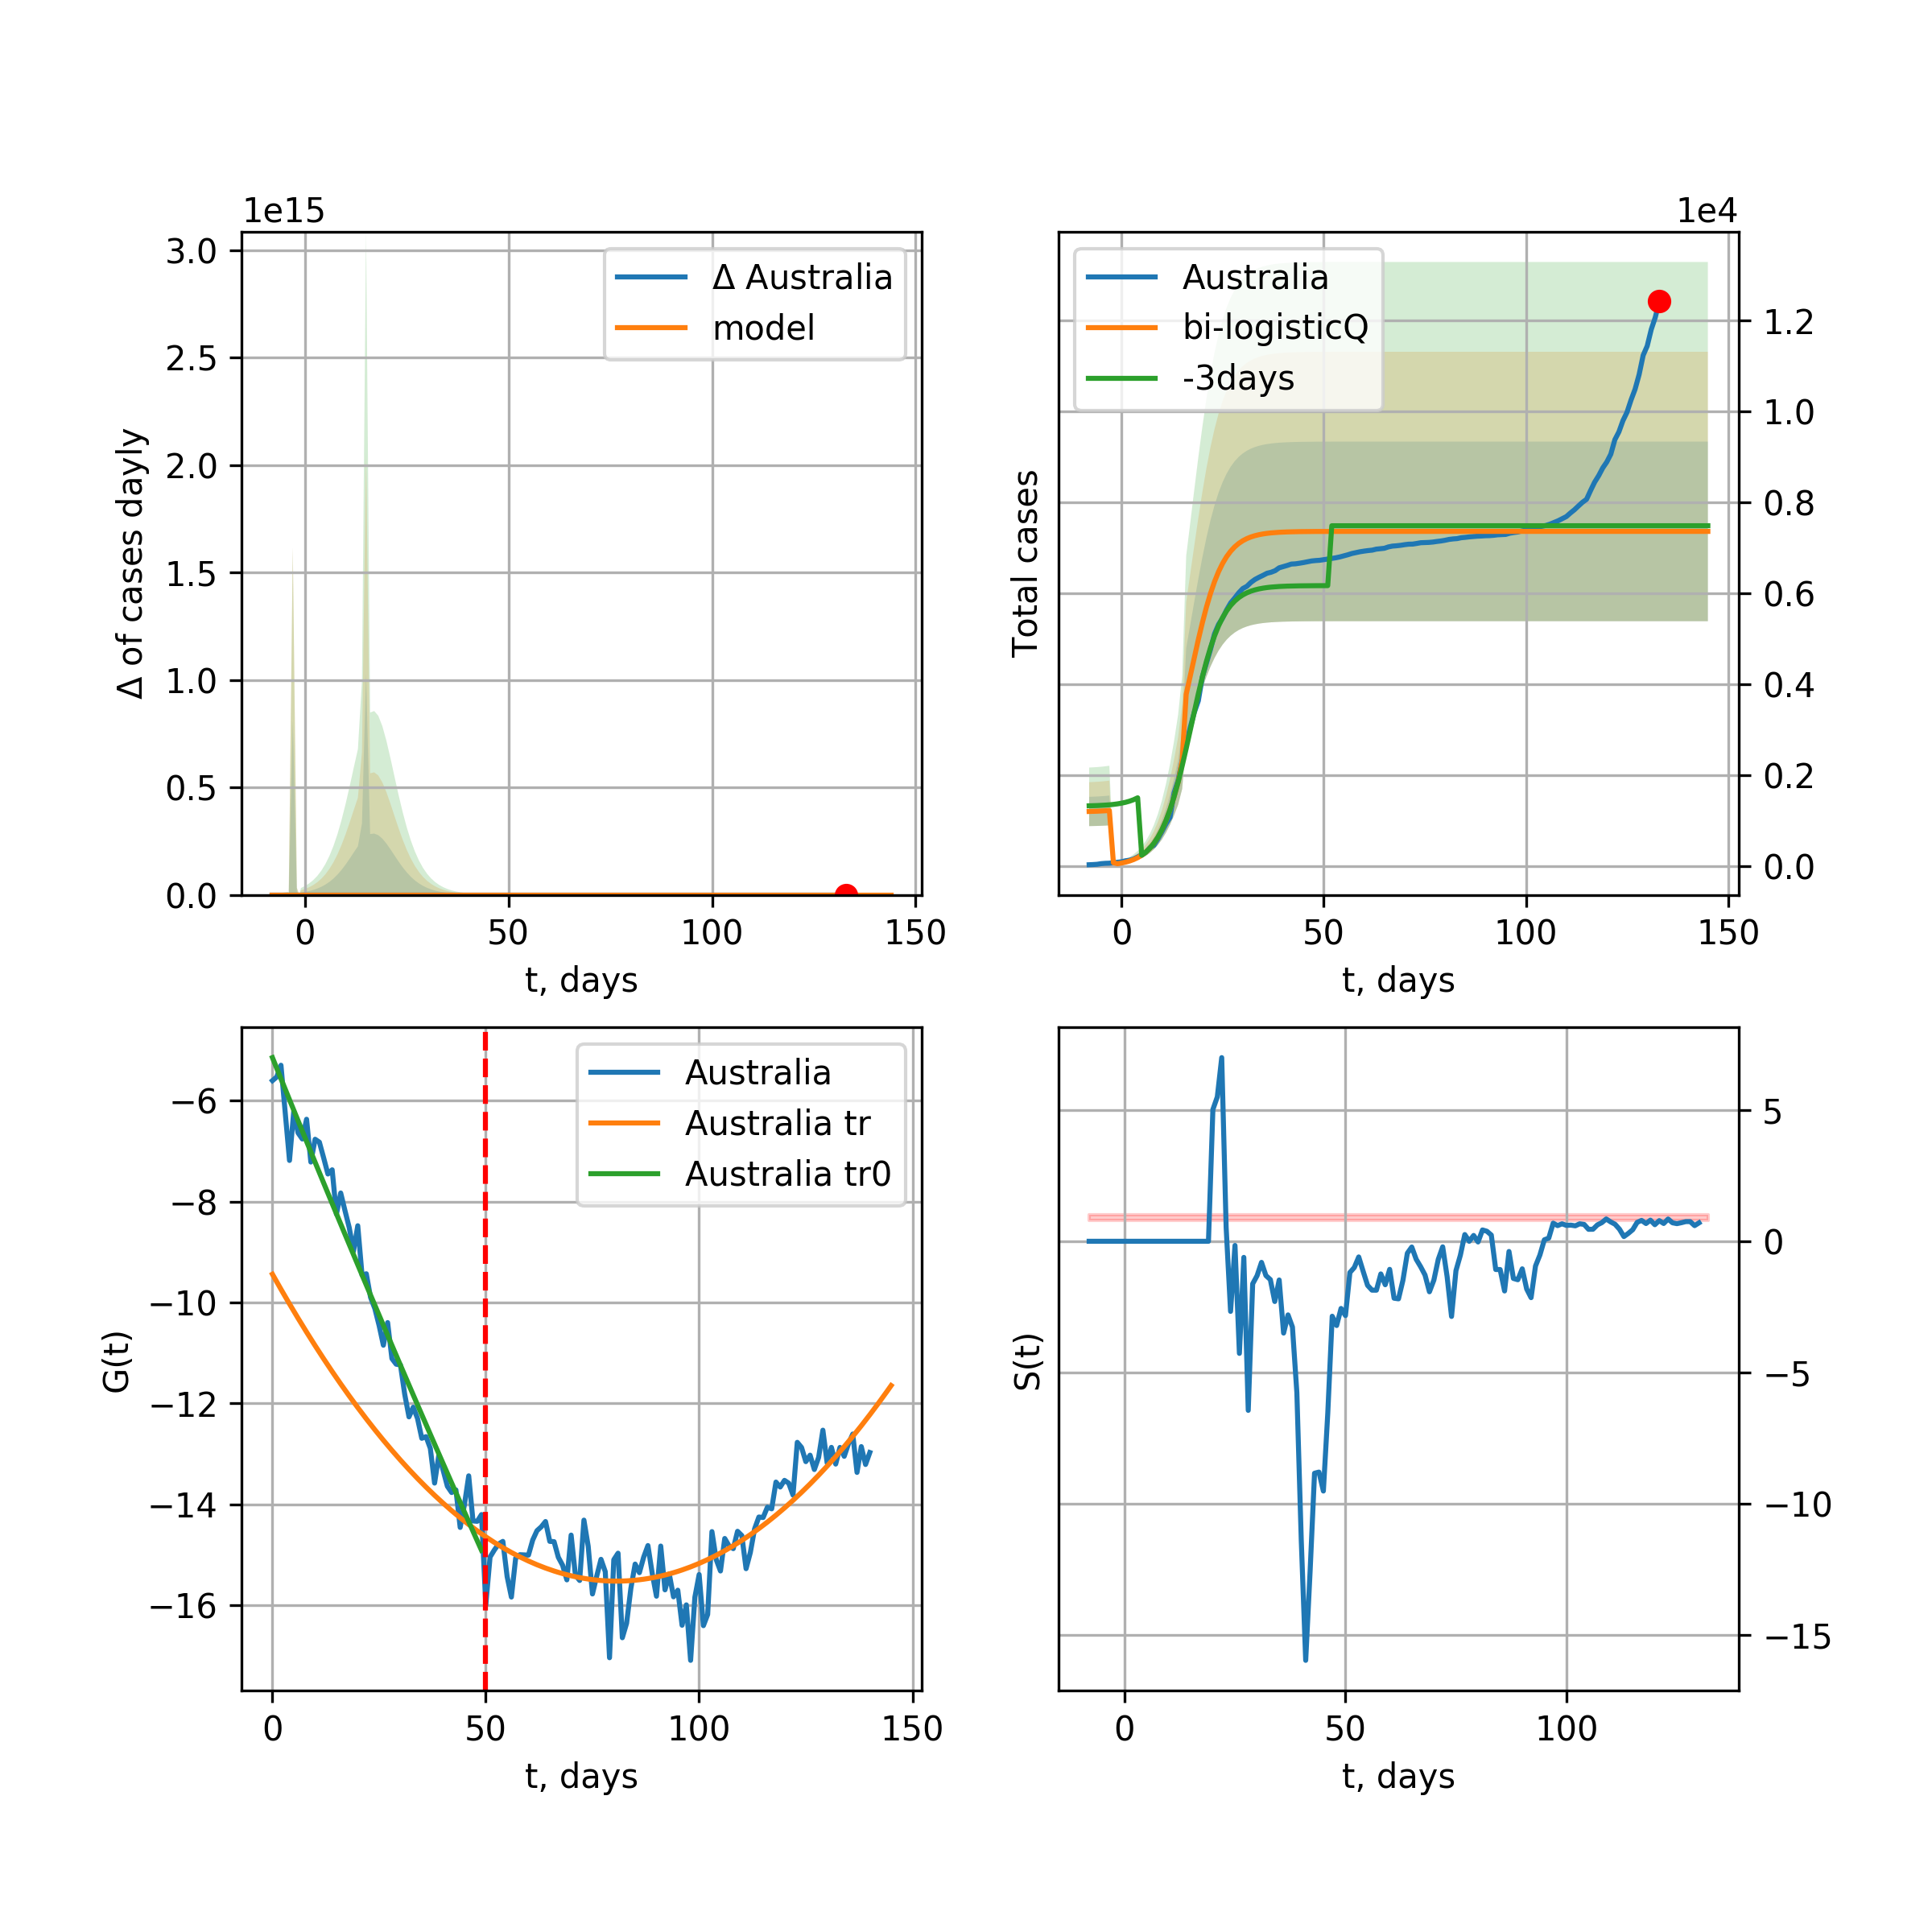 1e15
3.0
2.5
2.0
1.5
1.0
0.5
0.0
Δ of cases dayly
Δ Australia
model
0 50 100 150
t, days
1e4
Australia
bi-logisticQ
-3days
Total cases
1.2
1.0
0.8
0.6
0.4
0.2
0.0
0 50 100 150
t, days
G(t)
−6
−8
−10
−12
−14
−16
Australia
Australia tr
Australia tr0
0 50 100 150
t, days
S(t)
5
0
−5
−10
−15
0 50 100
t, days